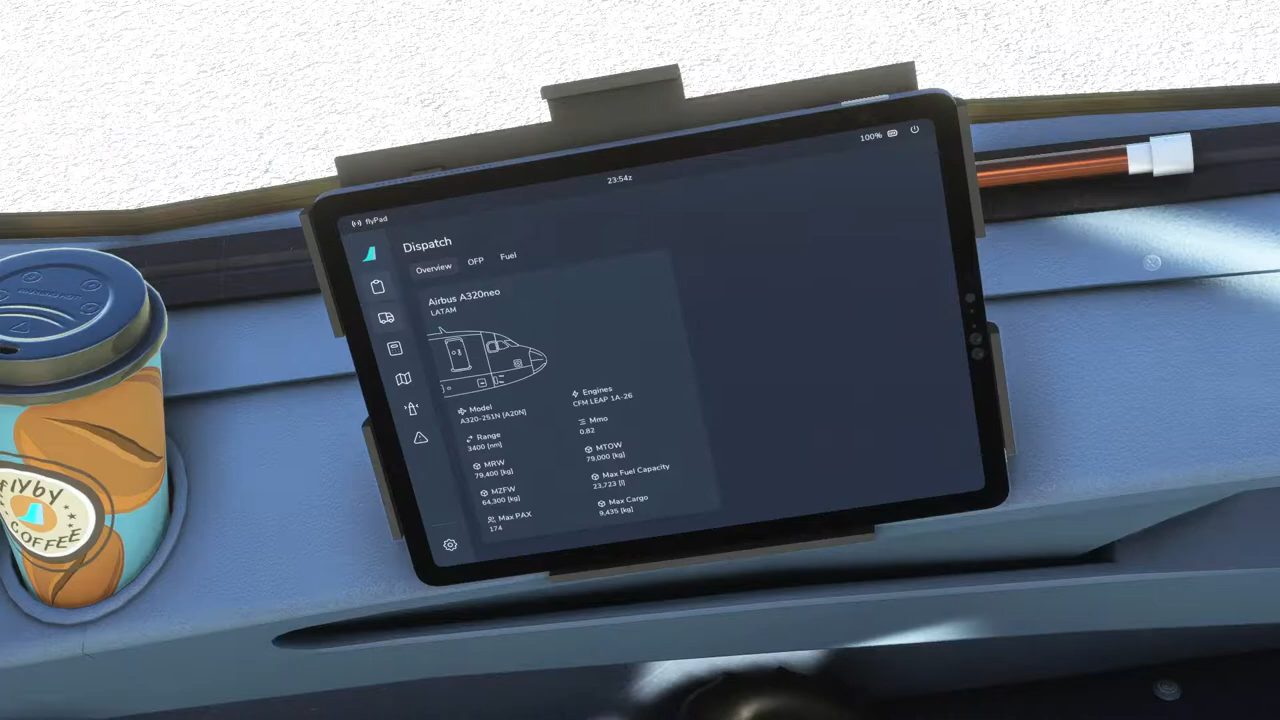 100%
23:54z
flyPad
Dispatch
Overview OFP Fuel
Airbus A320neo
LATAM
Model
A320-251N [A20N]
Engines
CFM LEAP 1A-26
Range
3400 [nm]
Mmo
0.82
MRW
79,400 [kg]
MTOW
79,000 [kg]
MZFW
64,300 [kg]
Max Fuel Capacity
23,723 [l]
Max PAX
174
Max Cargo
9,435 [kg]
flyby
COFFEE